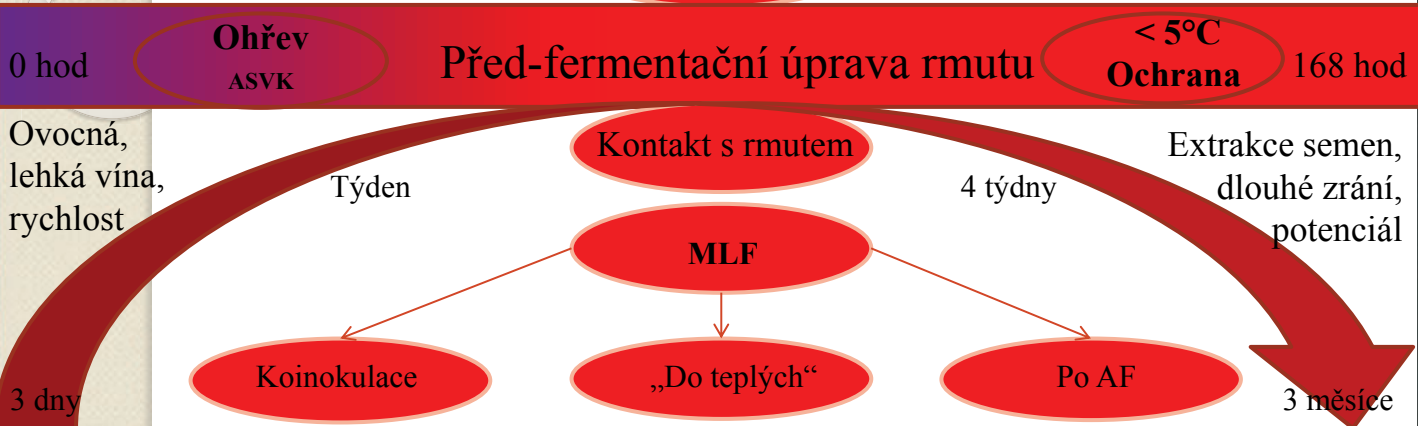 0 hod
Ohřev
ASVK
Před-fermentační úprava rmutu
< 5°C
Ochrana
168 hod
Ovocná,
lehká vína,
rychlost
Týden
Kontakt s rmutem
4 týdny
Extrakce semen,
dlouhé zrání,
potenciál
MLF
Koinokulace
„Do teplých“
Po AF
3 dny
3 měsíce